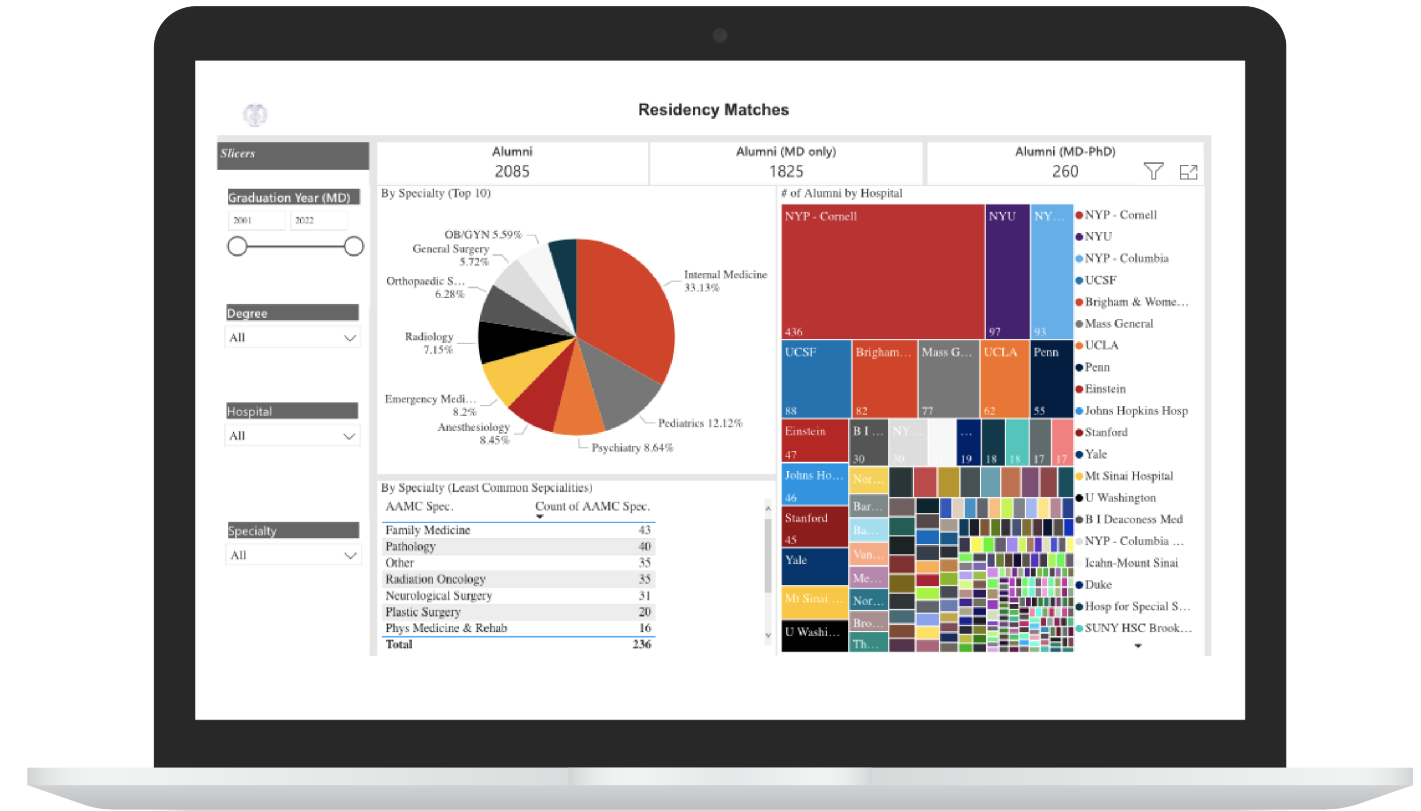 Residency Matches
Slicers
Graduation Year (MD)
2001
2022
Degree
All
Hospital
All
Specialty
All
Alumni
2085
Alumni (MD only)
1825
Alumni (MD-PhD)
260
By Specialty (Top 10)
OB/GYN 5.59%
General Surgery
5.72%
Orthopaedic S...
6.28%
Radiology
7.15%
Emergency Medi...
8.2%
Anesthesiology
8.45%
Psychiatry 8.64%
Pediatrics 12.12%
Internal Medicine
33.13%
By Specialty (Least Common Sepcialities)
AAMC Spec. Count of AAMC Spec.
Family Medicine 43
Pathology 40
Other 35
Radiation Oncology 35
Neurological Surgery 31
Plastic Surgery 20
Phys Medicine & Rehab 16
Total 236
# of Alumni by Hospital
NYP - Cornell
436
NYU
97
NY...
93
UCSF
88
Brigham...
82
Mass G...
77
UCLA
62
Penn
55
Einstein
47
B I ...
30
NY...
30
...
19
18
18
17
17
Johns Ho...
46
Stanford
45
Yale
Mt Sinai ...
U Washi...
Nor...
Bar...
Ba...
Van...
Me...
Nor...
Bro...
Th...
NYP - Cornell
NYU
NYP - Columbia
UCSF
Brigham & Wome...
Mass General
UCLA
Penn
Einstein
Johns Hopkins Hosp
Stanford
Yale
Mt Sinai Hospital
U Washington
B I Deaconess Med
NYP - Columbia ...
Icahn-Mount Sinai
Duke
Hosp for Special S...
SUNY HSC Brook...